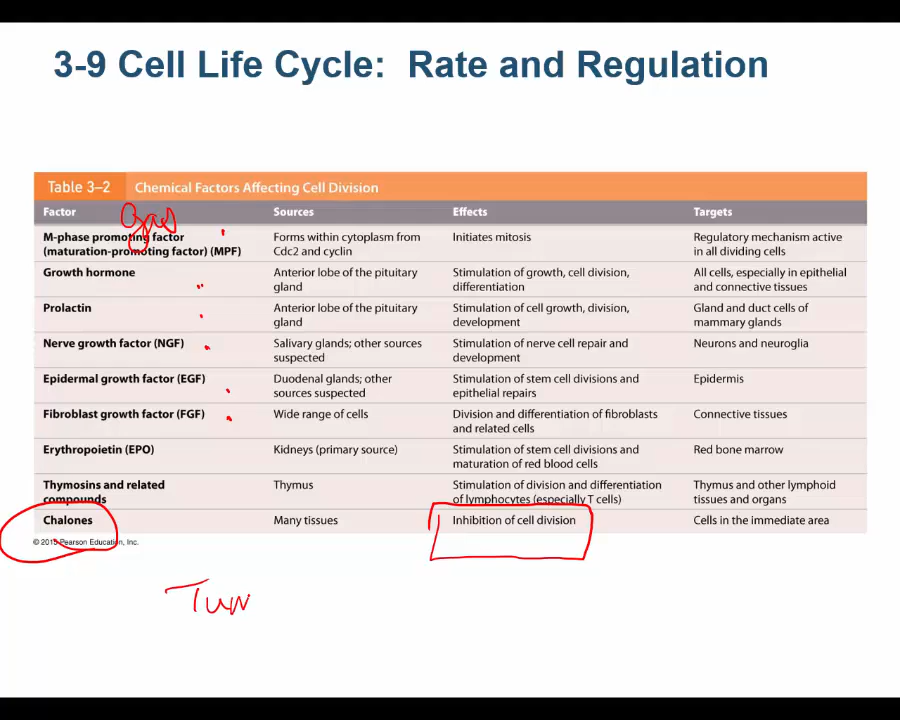 3-9 Cell Life Cycle: Rate and Regulation
Table 3–2 Chemical Factors Affecting Cell Division
Factor Sources Effects Targets
M-phase promoting factor (maturation-promoting factor) (MPF) Forms within cytoplasm from Cdc2 and cyclin Initiates mitosis Regulatory mechanism active in all dividing cells
Growth hormone Anterior lobe of the pituitary gland Stimulation of growth, cell division, differentiation All cells, especially in epithelial and connective tissues
Prolactin Anterior lobe of the pituitary gland Stimulation of cell growth, division, development Gland and duct cells of mammary glands
Nerve growth factor (NGF) Salivary glands; other sources suspected Stimulation of nerve cell repair and development Neurons and neuroglia
Epidermal growth factor (EGF) Duodenal glands; other sources suspected Stimulation of stem cell divisions and epithelial repairs Epidermis
Fibroblast growth factor (FGF) Wide range of cells Division and differentiation of fibroblasts and related cells Connective tissues
Erythropoietin (EPO) Kidneys (primary source) Stimulation of stem cell divisions and maturation of red blood cells Red bone marrow
Thymosins and related compounds Thymus Stimulation of division and differentiation of lymphocytes (especially T cells) Thymus and other lymphoid tissues and organs
Chalones Many tissues Inhibition of cell division Cells in the immediate area
© 2015 Pearson Education, Inc.